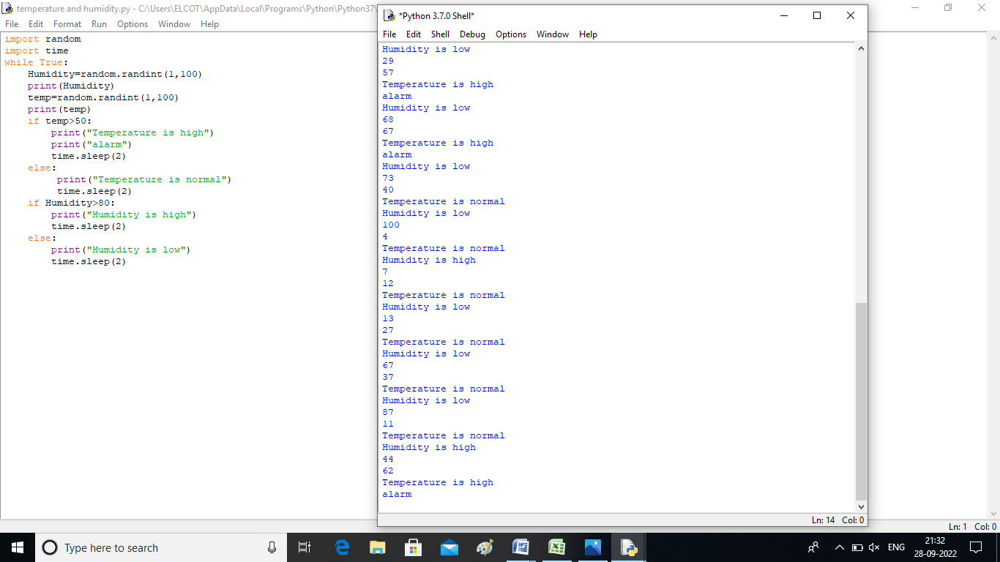 temperature and humidity.py - C:\Users\ELCOT\AppData\Local\Programs\Python\Python37\
File Edit Format Run Options Window Help
import random
import time
while True:
    Humidity=random.randint(1,100)
    print(Humidity)
    temp=random.randint(1,100)
    print(temp)
    if temp>50:
        print("Temperature is high")
        print("alarm")
        time.sleep(2)
    else:
         print("Temperature is normal")
         time.sleep(2)
    if Humidity>80:
        print("Humidity is high")
        time.sleep(2)
    else:
        print("Humidity is low")
        time.sleep(2)
*Python 3.7.0 Shell*
File Edit Shell Debug Options Window Help
Humidity is low
29
57
Temperature is high
alarm
Humidity is low
68
67
Temperature is high
alarm
Humidity is low
73
40
Temperature is normal
Humidity is low
100
4
Temperature is normal
Humidity is high
7
12
Temperature is normal
Humidity is low
13
27
Temperature is normal
Humidity is low
67
37
Temperature is normal
Humidity is low
87
11
Temperature is normal
Humidity is high
44
62
Temperature is high
alarm
Ln: 14 Col: 0
Ln: 1 Col: 0
Type here to search
ENG
21:32
28-09-2022